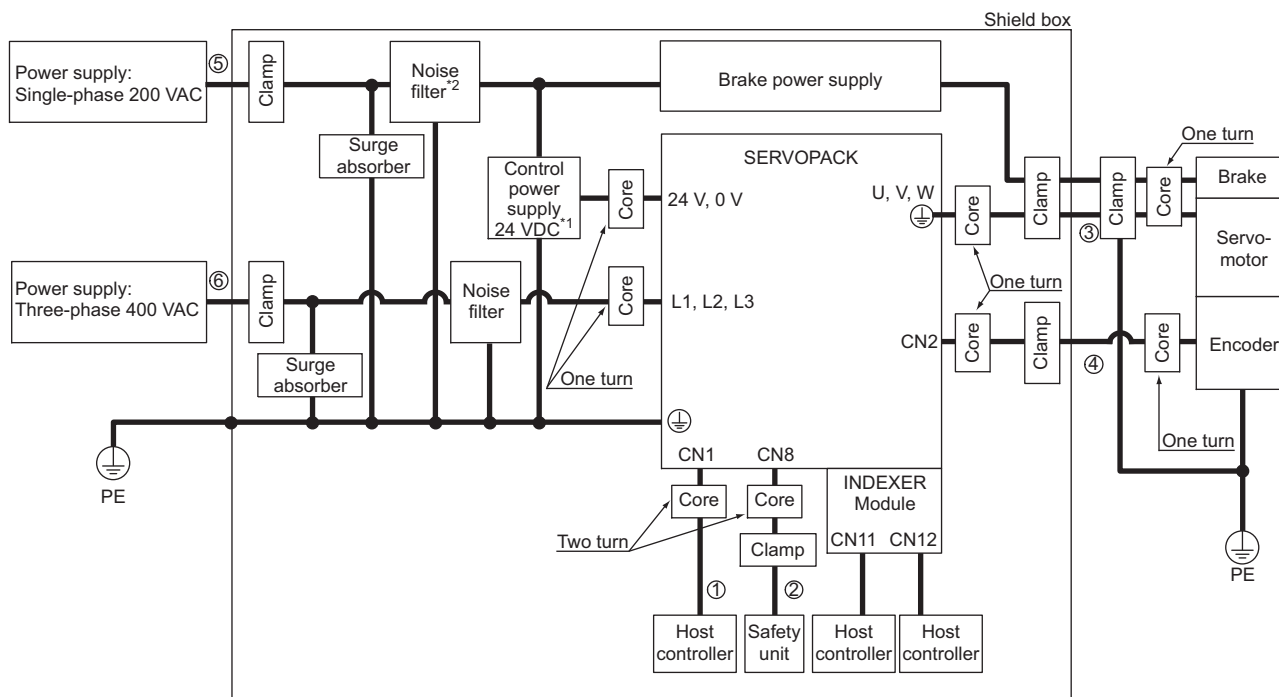 Shield box
Power supply:
Single-phase 200 VAC
⑤
Clamp
Noise
filter*2
Brake power supply
Surge
absorber
Control
power
supply
24 VDC*1
Core
24 V, 0 V
SERVOPACK
U, V, W
Core
Clamp
Clamp
③
Core
One turn
Brake
Servo-
motor
Power supply:
Three-phase 400 VAC
⑥
Clamp
Noise
filter
Core
L1, L2, L3
One turn
Surge
absorber
One turn
CN2
Core
Clamp
④
Core
Encoder
One turn
PE
CN1
CN8
Core
Core
Two turn
Clamp
INDEXER
Module
CN11
CN12
PE
①
②
Host
controller
Safety
unit
Host
controller
Host
controller